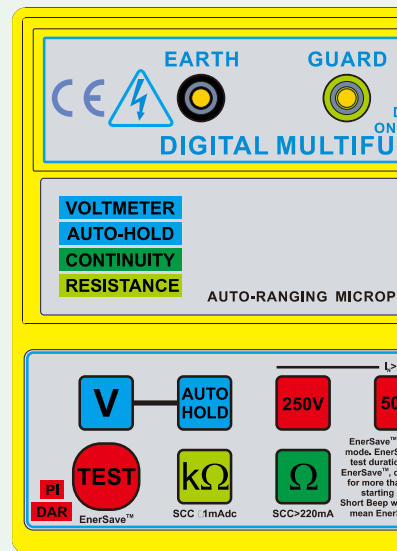 EARTH
GUARD
CE
D
ON
DIGITAL MULTIFU
VOLTMETER
AUTO-HOLD
CONTINUITY
RESISTANCE
AUTO-RANGING MICROP
V
AUTO
HOLD
250V
50
TEST
kΩ
Ω
PI
DAR
EnerSave™
SCC 1mAdc
SCC>220mA
EnerSave™
mode. EnerS
test duratio
EnerSave™, d
for more tha
starting
Short Beep w
mean Ener